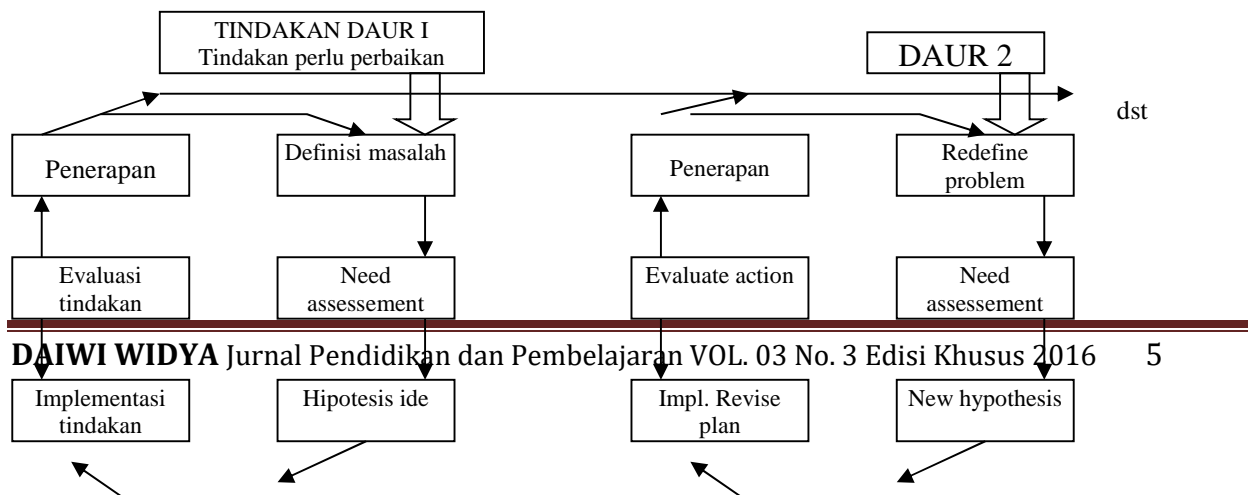 TINDAKAN DAUR I
Tindakan perlu perbaikan
DAUR 2
dst
Penerapan
Definisi masalah
Penerapan
Redefine
problem
Evaluasi
tindakan
Need
assessement
Evaluate action
Need
assessement
DAIWI WIDYA Jurnal Pendidikan dan Pembelajaran VOL. 03 No. 3 Edisi Khusus 2016 5
Implementasi
tindakan
Hipotesis ide
Impl. Revise
plan
New hypothesis